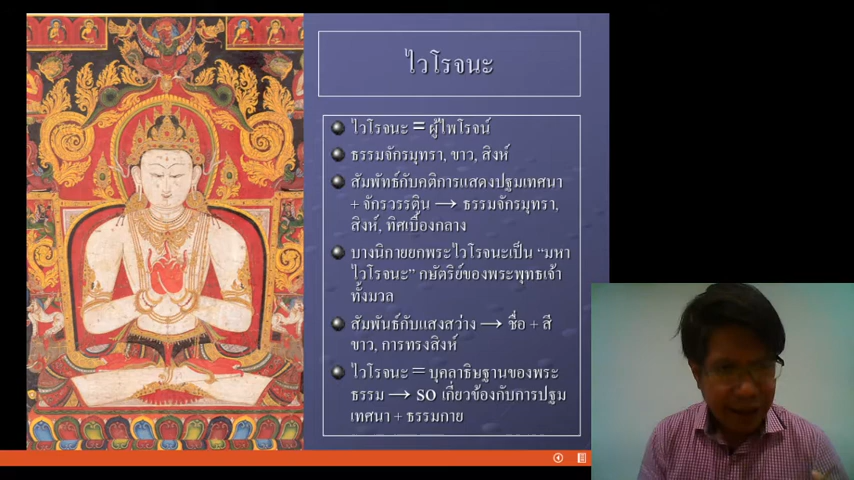 ไวโรจนะ
ไวโรจนะ = ผู้ไพโรจน์
ธรรมจักรมุทรา, ขาว, สิงห์
สัมพัทธ์กับคติการแสดงปฐมเทศนา
+ จักรวรรติน → ธรรมจักรมุทรา,
สิงห์, ทิศเบื้องกลาง
บางนิกายยกพระไวโรจนะเป็น “มหา
ไวโรจนะ” กษัตริย์ของพระพุทธเจ้า
ทั้งมวล
สัมพันธ์กับแสงสว่าง → ชื่อ + สี
ขาว, การทรงสิงห์
ไวโรจนะ = บุคลาธิษฐานของพระ
ธรรม → so เกี่ยวข้องกับการปฐม
เทศนา + ธรรมกาย